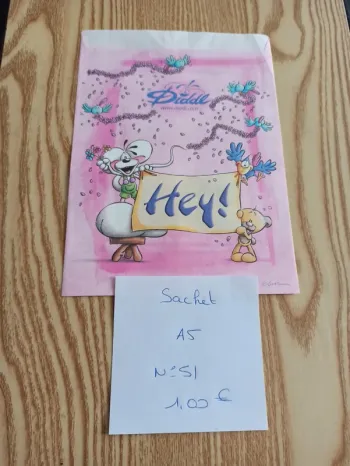 Diddl
Hey!
Sachet
A5
N°51
1,00 €